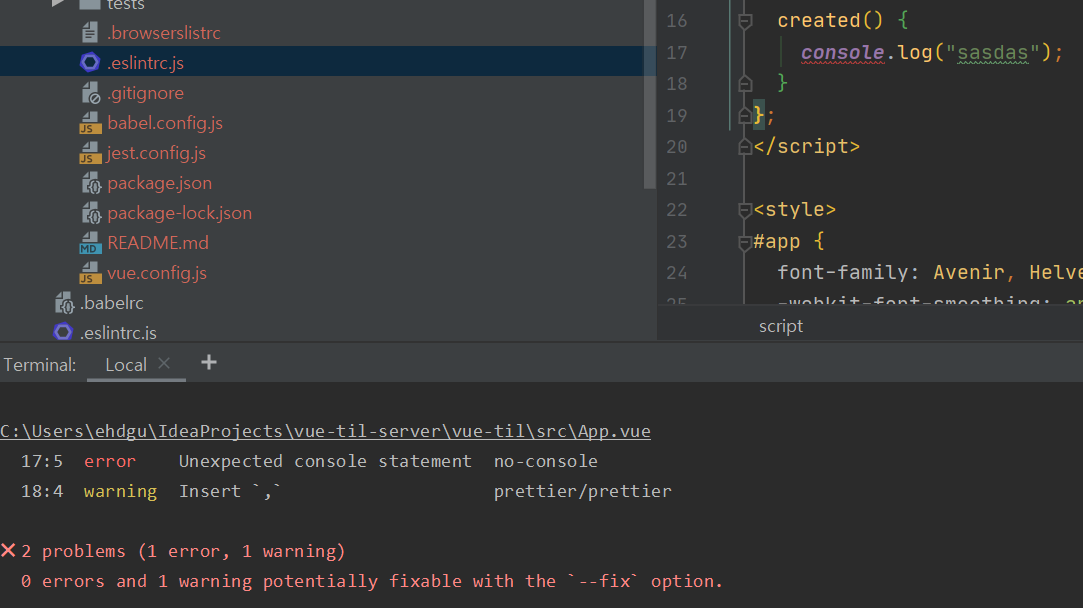 tests
.browserslistrc
.eslintrc.js
.gitignore
babel.config.js
jest.config.js
package.json
package-lock.json
README.md
vue.config.js
.babelrc
.eslintrc.js
16 created() {
17 console.log("sasdas");
18 }
19 };
20 </script>
21
22 <style>
23 #app {
24 font-family: Avenir, Helve
25 -webkit-font-smoothing: an
script
Terminal: Local × +
C:\Users\ehdgu\IdeaProjects\vue-til-server\vue-til\src\App.vue
17:5 error Unexpected console statement no-console
18:4 warning Insert `,` prettier/prettier
✕ 2 problems (1 error, 1 warning)
0 errors and 1 warning potentially fixable with the `--fix` option.